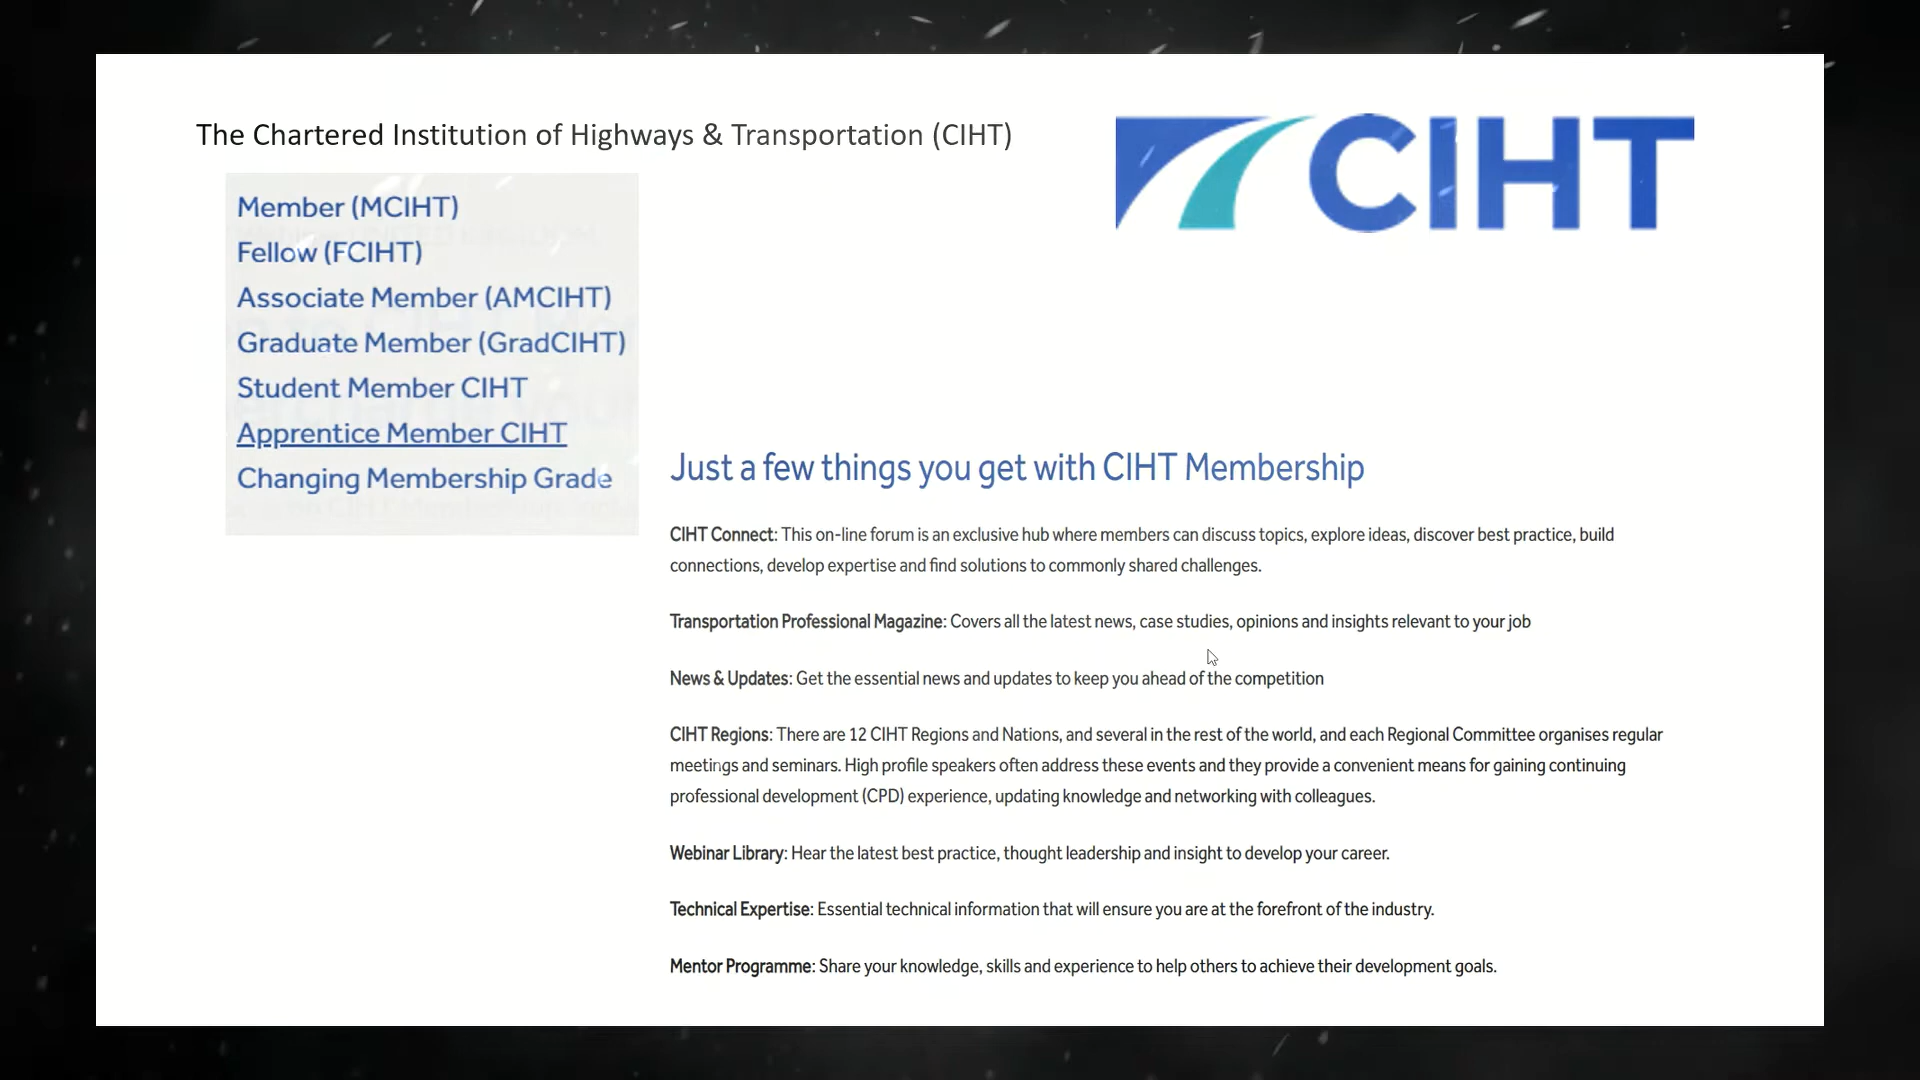 The Chartered Institution of Highways & Transportation (CIHT)
CIHT
Member (MCIHT)
Fellow (FCIHT)
Associate Member (AMCIHT)
Graduate Member (GradCIHT)
Student Member CIHT
Apprentice Member CIHT
Changing Membership Grade
Just a few things you get with CIHT Membership
CIHT Connect: This on-line forum is an exclusive hub where members can discuss topics, explore ideas, discover best practice, build
connections, develop expertise and find solutions to commonly shared challenges.
Transportation Professional Magazine: Covers all the latest news, case studies, opinions and insights relevant to your job
News & Updates: Get the essential news and updates to keep you ahead of the competition
CIHT Regions: There are 12 CIHT Regions and Nations, and several in the rest of the world, and each Regional Committee organises regular
meetings and seminars. High profile speakers often address these events and they provide a convenient means for gaining continuing
professional development (CPD) experience, updating knowledge and networking with colleagues.
Webinar Library: Hear the latest best practice, thought leadership and insight to develop your career.
Technical Expertise: Essential technical information that will ensure you are at the forefront of the industry.
Mentor Programme: Share your knowledge, skills and experience to help others to achieve their development goals.